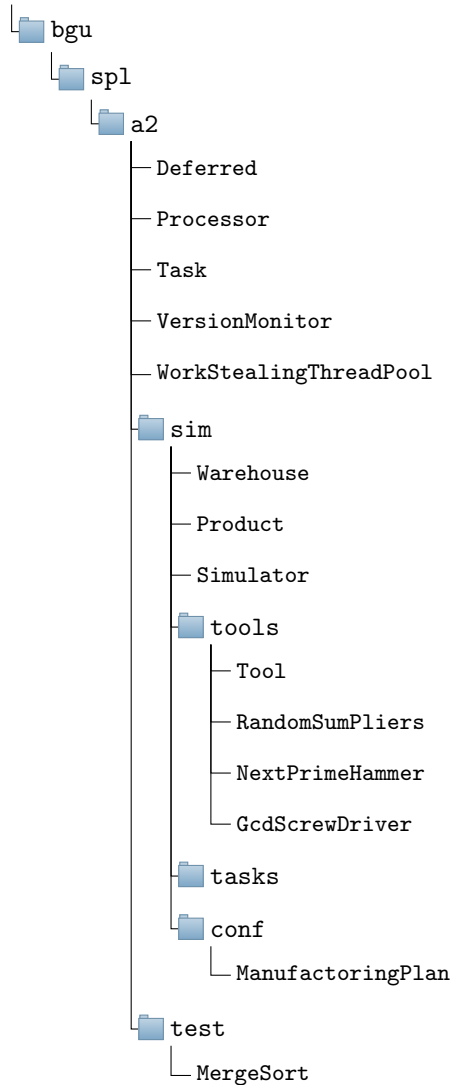 bgu
spl
a2
Deferred
Processor
Task
VersionMonitor
WorkStealingThreadPool
sim
Warehouse
Product
Simulator
tools
Tool
RandomSumPliers
NextPrimeHammer
GcdScrewDriver
tasks
conf
ManufactoringPlan
test
MergeSort